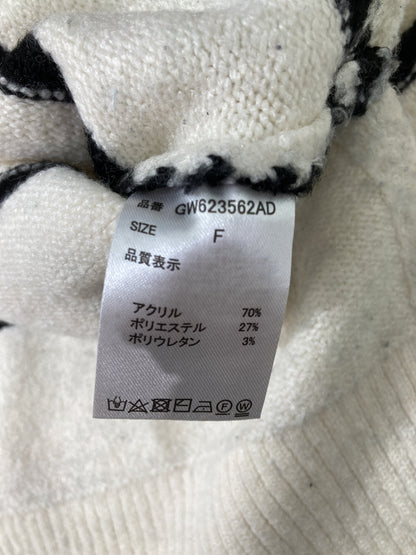 品番 GW623562AD
SIZE F
品質表示
アクリル 70%
ポリエステル 27%
ポリウレタン 3%
F W